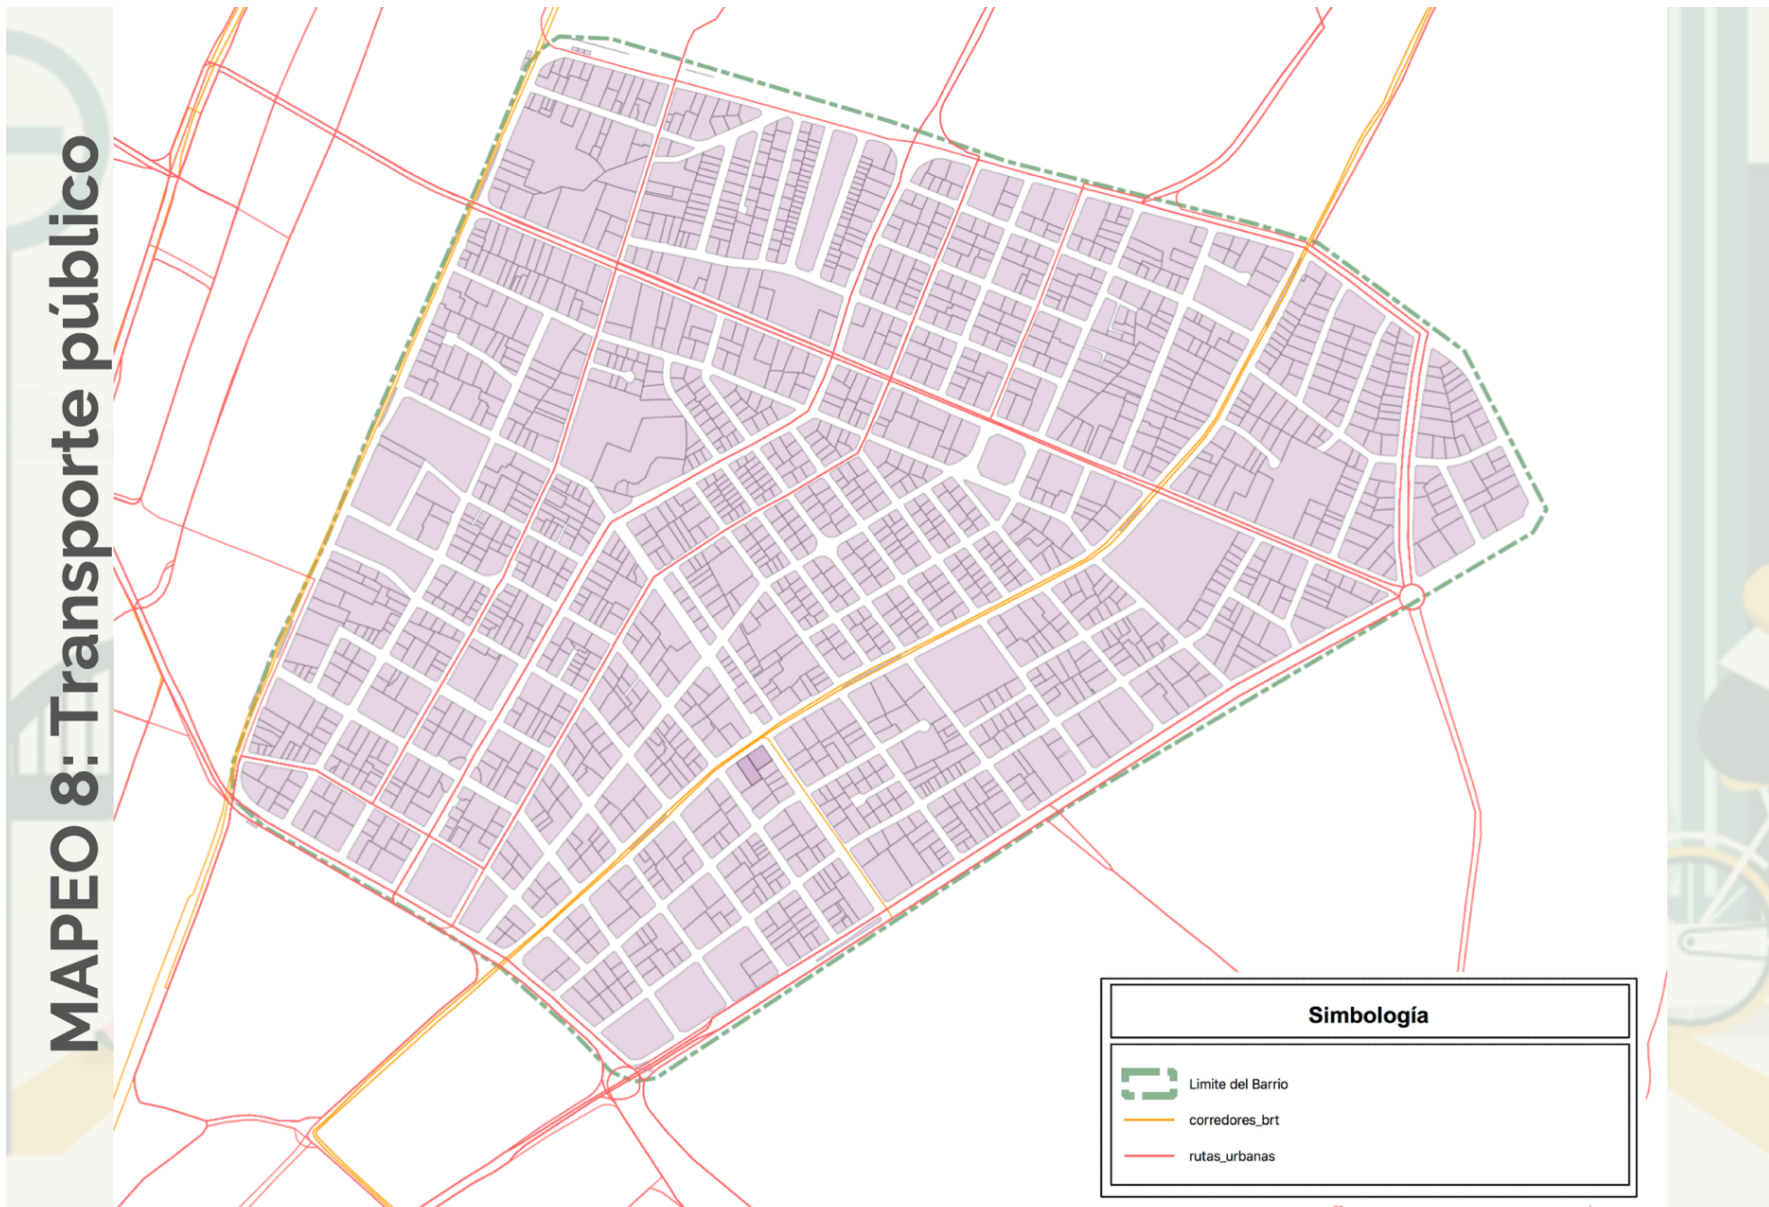 MAPEO 8: Transporte público
Simbología
Limite del Barrio
corredores_brt
rutas_urbanas